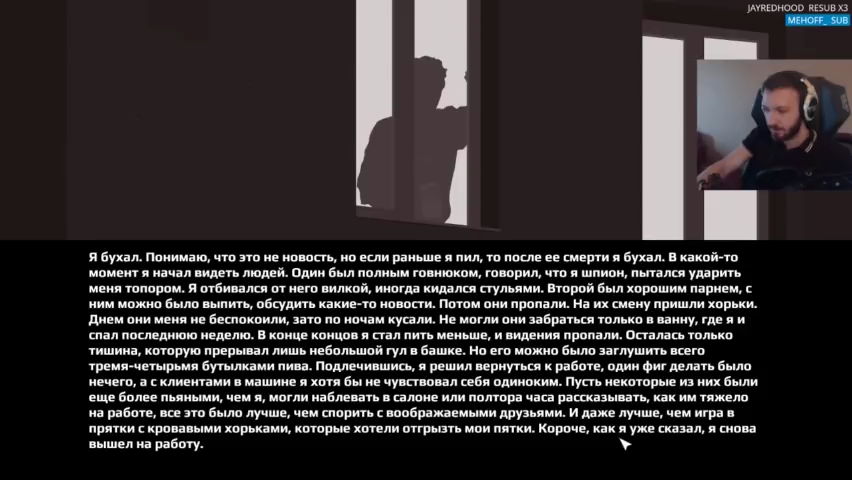 JAYREDHOOD RESUB X3
MEHOFF_ SUB
Я бухал. Понимаю, что это не новость, но если раньше я пил, то после ее смерти я бухал. В какой-то
момент я начал видеть людей. Один был полным говнюком, говорил, что я шпион, пытался ударить
меня топором. Я отбивался от него вилкой, иногда кидался стульями. Второй был хорошим парнем, с
ним можно было выпить, обсудить какие-то новости. Потом они пропали. На их смену пришли хорьки.
Днем они меня не беспокоили, зато по ночам кусали. Не могли они забраться только в ванну, где я и
спал последнюю неделю. В конце концов я стал пить меньше, и видения пропали. Осталась только
тишина, которую прерывал лишь небольшой гул в башке. Но его можно было заглушить всего
тремя-четырьмя бутылками пива. Подлечившись, я решил вернуться к работе, один фиг делать было
нечего, а с клиентами в машине я хотя бы не чувствовал себя одиноким. Пусть некоторые из них были
еще более пьяными, чем я, могли наблевать в салоне или полтора часа рассказывать, как им тяжело
на работе, все это было лучше, чем спорить с воображаемыми друзьями. И даже лучше, чем игра в
прятки с кровавыми хорьками, которые хотели отгрызть мои пятки. Короче, как я уже сказал, я снова
вышел на работу.